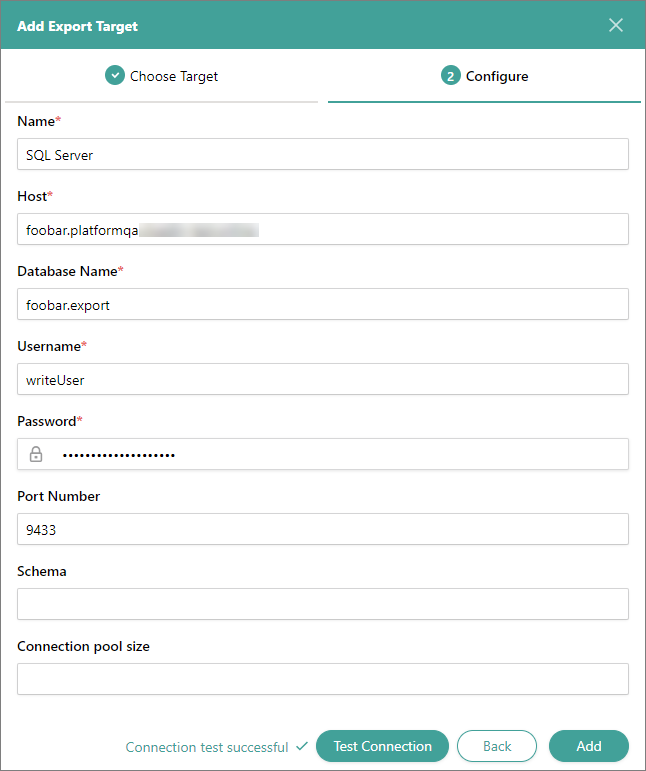 Add Export Target
Choose Target
2 Configure
Name*
SQL Server
Host*
foobar.platformqa
Database Name*
foobar.export
Username*
writeUser
Password*
••••••••••••••••••••
Port Number
9433
Schema
Connection pool size
Connection test successful ✓ Test Connection Back Add